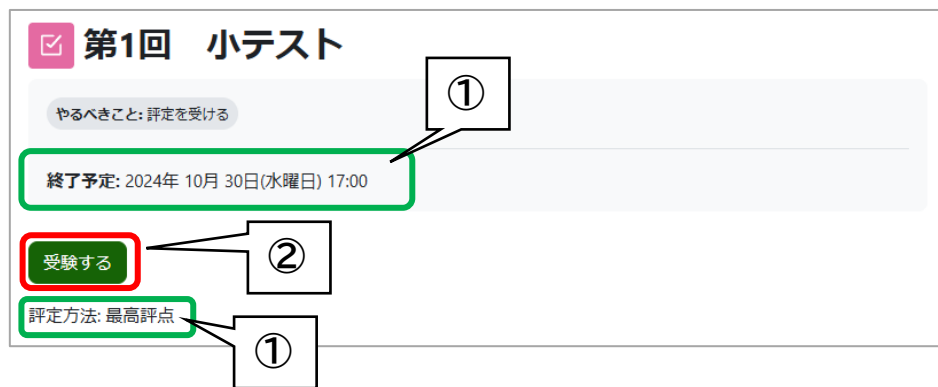 第1回　小テスト
①
やるべきこと: 評定を受ける
終了予定: 2024年 10月 30日(水曜日) 17:00
受験する
②
評定方法: 最高評点
①